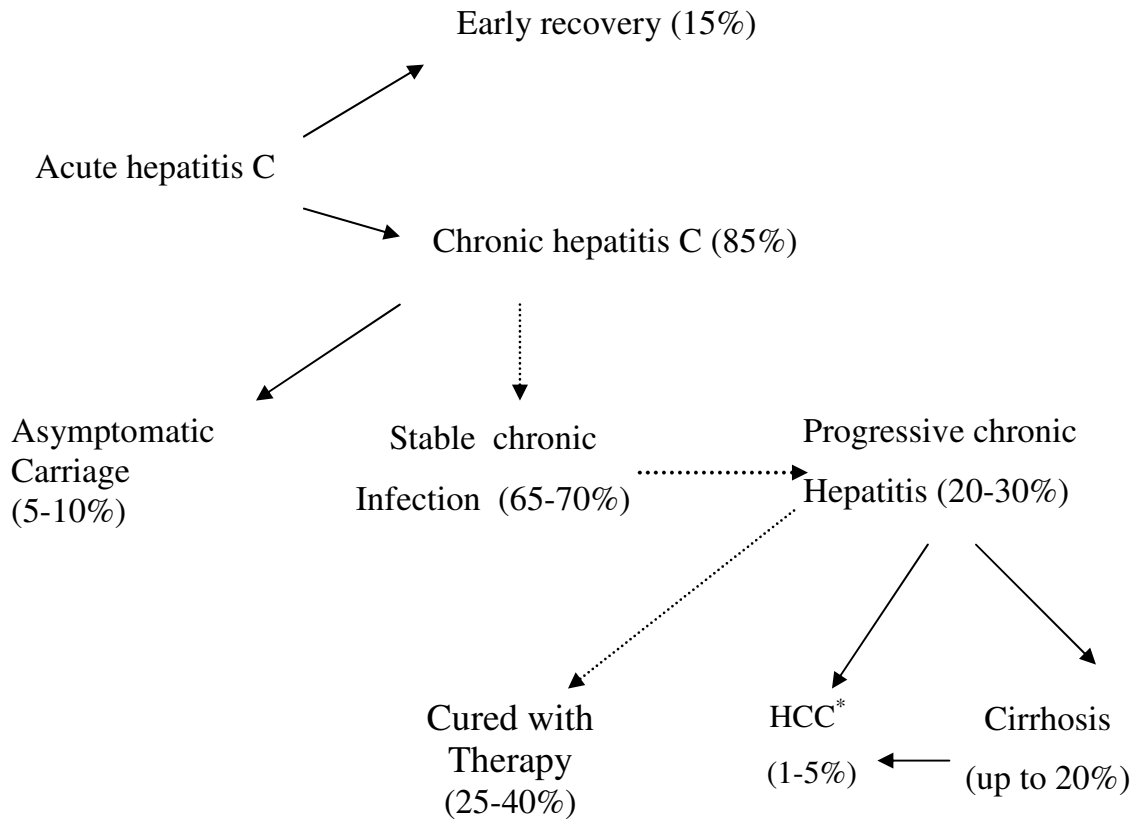 Early recovery (15%)
Acute hepatitis C
Chronic hepatitis C (85%)
Asymptomatic
Carriage
(5-10%)
Stable chronic
Infection (65-70%)
Progressive chronic
Hepatitis (20-30%)
Cured with
Therapy
(25-40%)
HCC*
(1-5%)
Cirrhosis
(up to 20%)